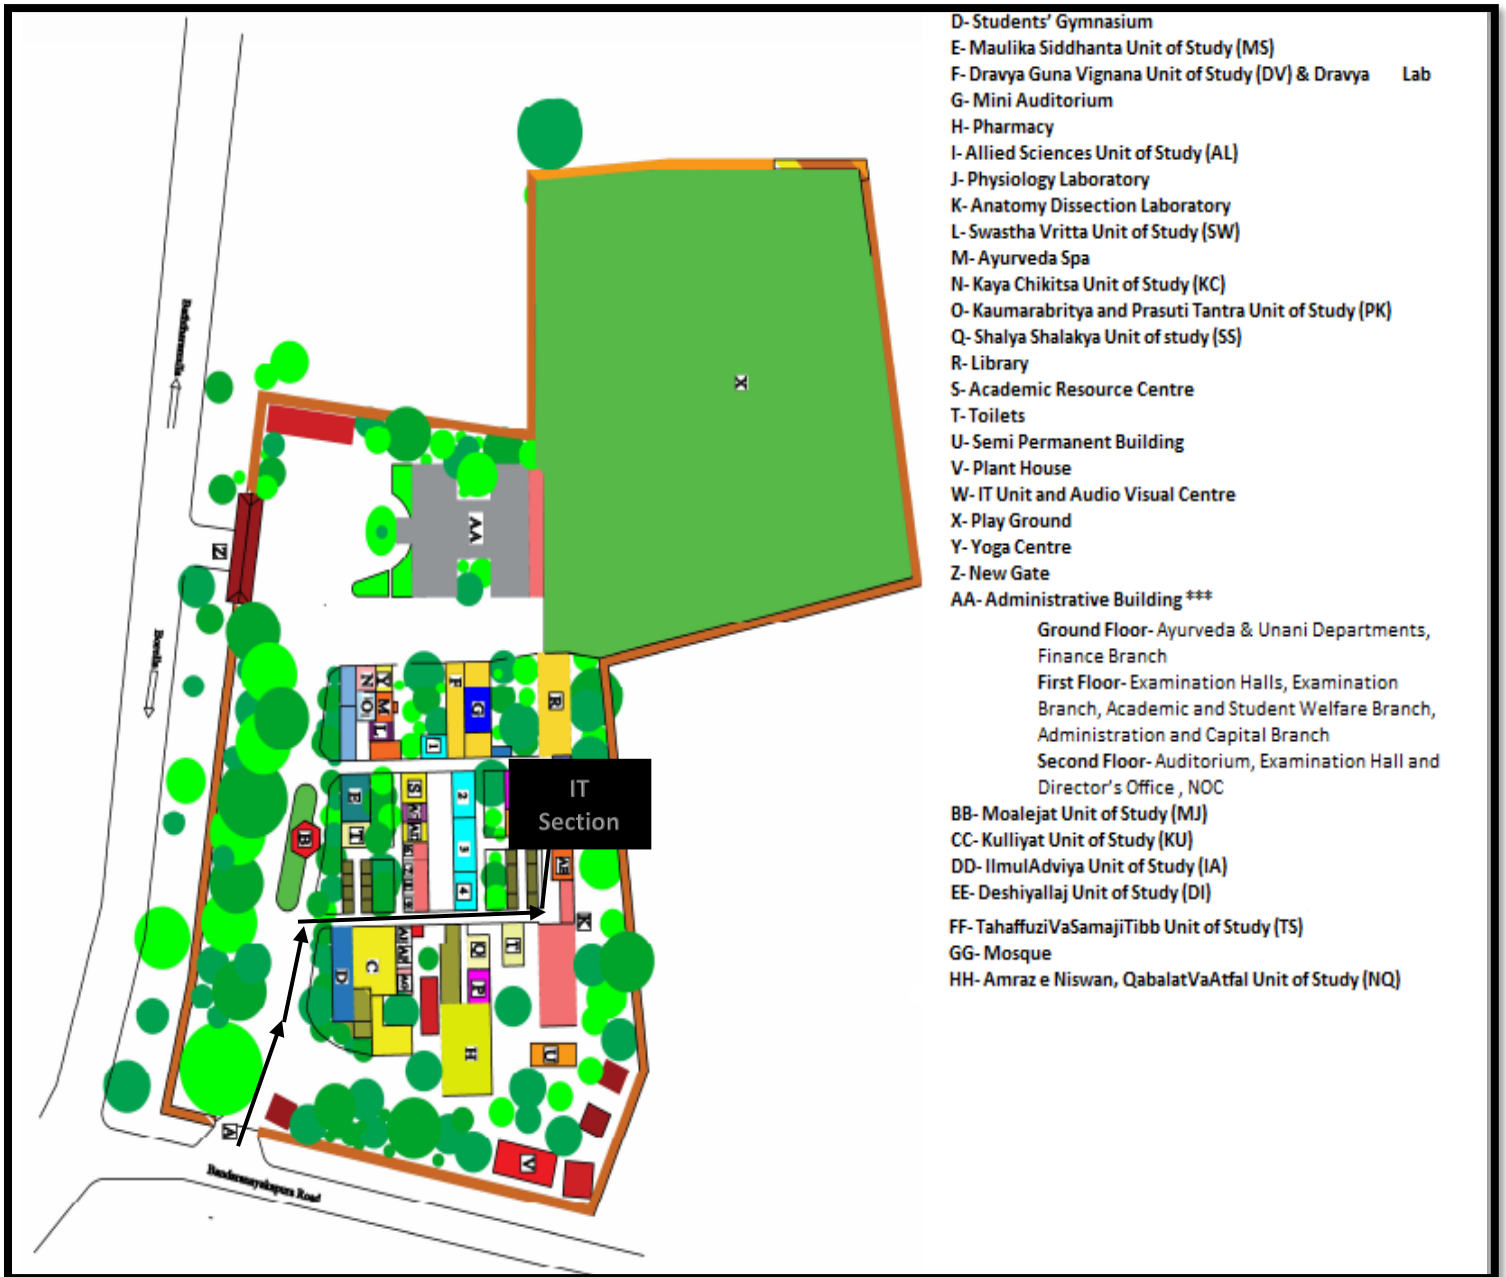 D- Students' Gymnasium
E- Maulika Siddhanta Unit of Study (MS)
F- Dravya Guna Vignana Unit of Study (DV) & Dravya Lab
G- Mini Auditorium
H- Pharmacy
I- Allied Sciences Unit of Study (AL)
J- Physiology Laboratory
K- Anatomy Dissection Laboratory
L- Swastha Vritta Unit of Study (SW)
M- Ayurveda Spa
N- Kaya Chikitsa Unit of Study (KC)
O- Kaumarabritya and Prasuti Tantra Unit of Study (PK)
Q- Shalya Shalakya Unit of study (SS)
R- Library
S- Academic Resource Centre
T- Toilets
U- Semi Permanent Building
V- Plant House
W- IT Unit and Audio Visual Centre
X- Play Ground
Y- Yoga Centre
Z- New Gate
AA- Administrative Building ***
Ground Floor- Ayurveda & Unani Departments,
Finance Branch
First Floor- Examination Halls, Examination
Branch, Academic and Student Welfare Branch,
Administration and Capital Branch
Second Floor- Auditorium, Examination Hall and
Director's Office , NOC
BB- Moalejat Unit of Study (MJ)
CC- Kulliyat Unit of Study (KU)
DD- IlmulAdviya Unit of Study (IA)
EE- Deshiyallaj Unit of Study (DI)
FF- TahaffuziVaSamajiTibb Unit of Study (TS)
GG- Mosque
HH- Amraz e Niswan, QabalatVaAtfal Unit of Study (NQ)
X
AA
Z
Borella
N
Y
O
M
L
F
G
1
R
IT
Section
E
S
2
T
B
3
4
K
D
C
Q
T
P
H
U
A
V
Bandaranayakapura Road